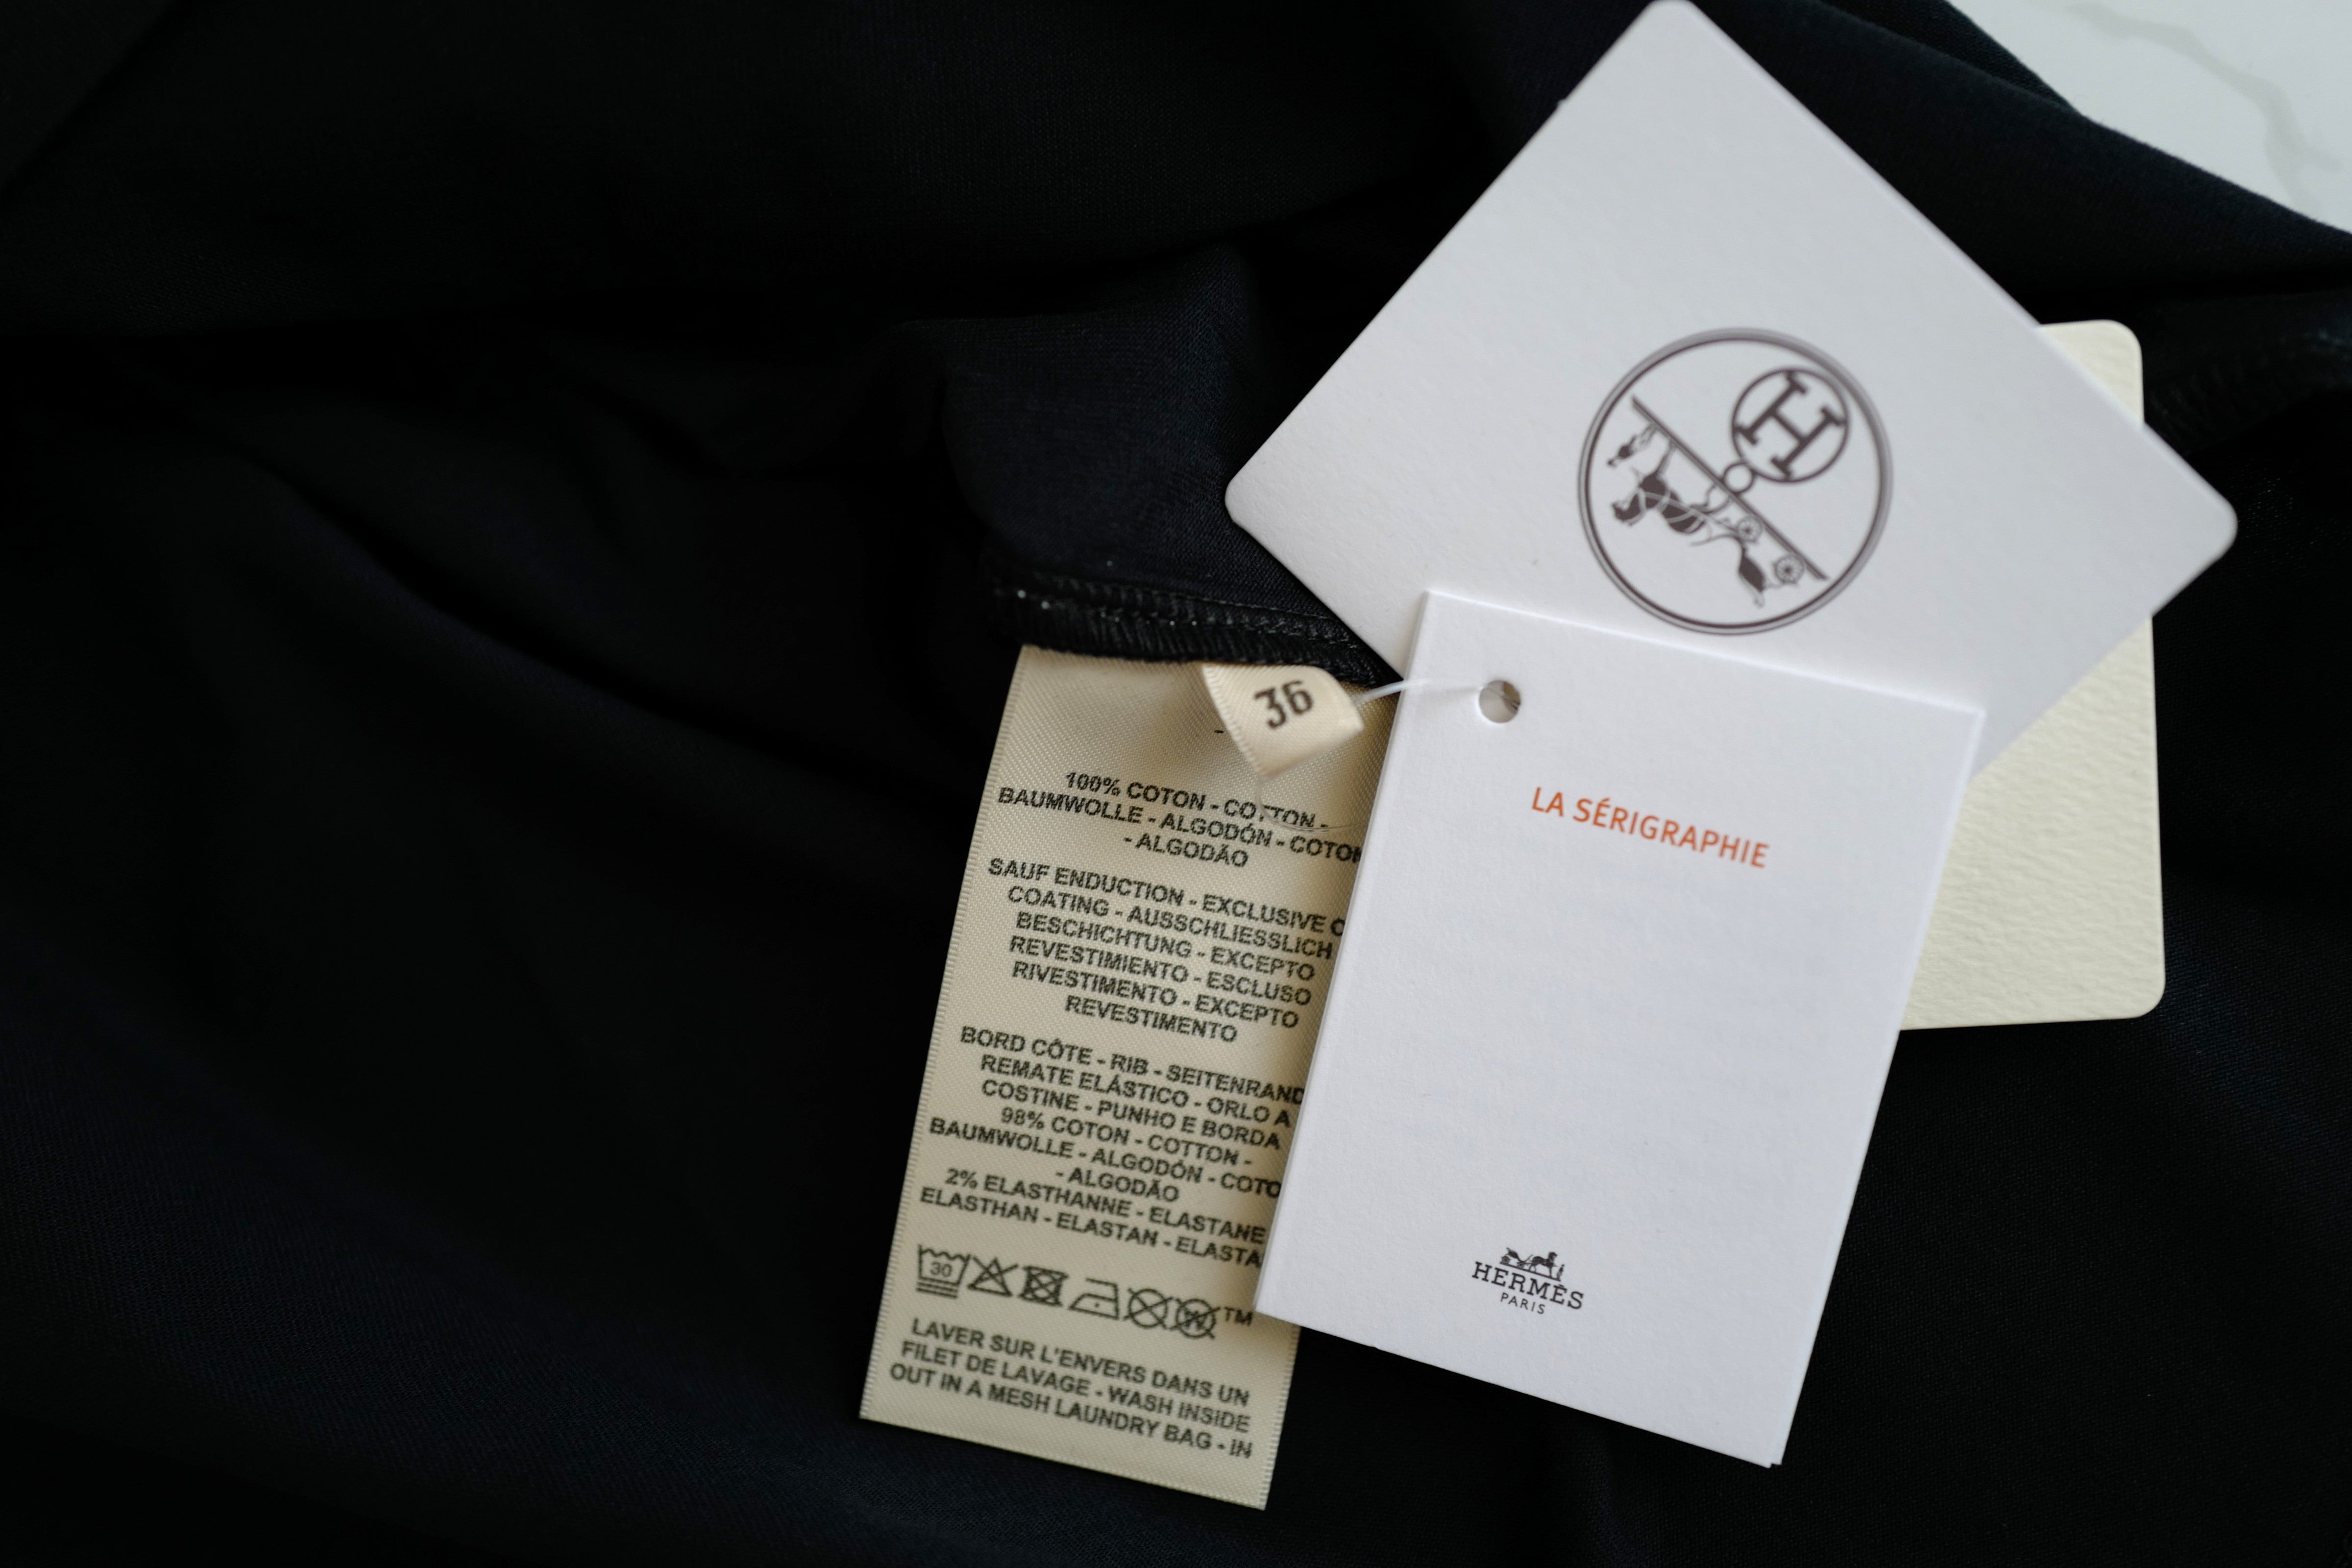 H
36
-
100% COTON - COTTON -
BAUMWOLLE - ALGODÓN - COTON
- ALGODÃO
SAUF ENDUCTION - EXCLUSIVE
COATING - AUSSCHLIESSLICH
BESCHICHTUNG - EXCEPTO
REVESTIMIENTO - ESCLUSO
RIVESTIMENTO - EXCEPTO
REVESTIMENTO
BORD CÔTE - RIB - SEITENRAND
REMATE ELÁSTICO - ORLO A
COSTINE - PUNHO E BORDA
98% COTON - COTTON -
BAUMWOLLE - ALGODÓN - COTO
- ALGODÃO
2% ELASTHANNE - ELASTANE
ELASTHAN - ELASTAN - ELASTA
30 W TM
LAVER SUR L'ENVERS DANS UN
FILET DE LAVAGE - WASH INSIDE
OUT IN A MESH LAUNDRY BAG - IN
LA SÉRIGRAPHIE
HERMÈS
PARIS